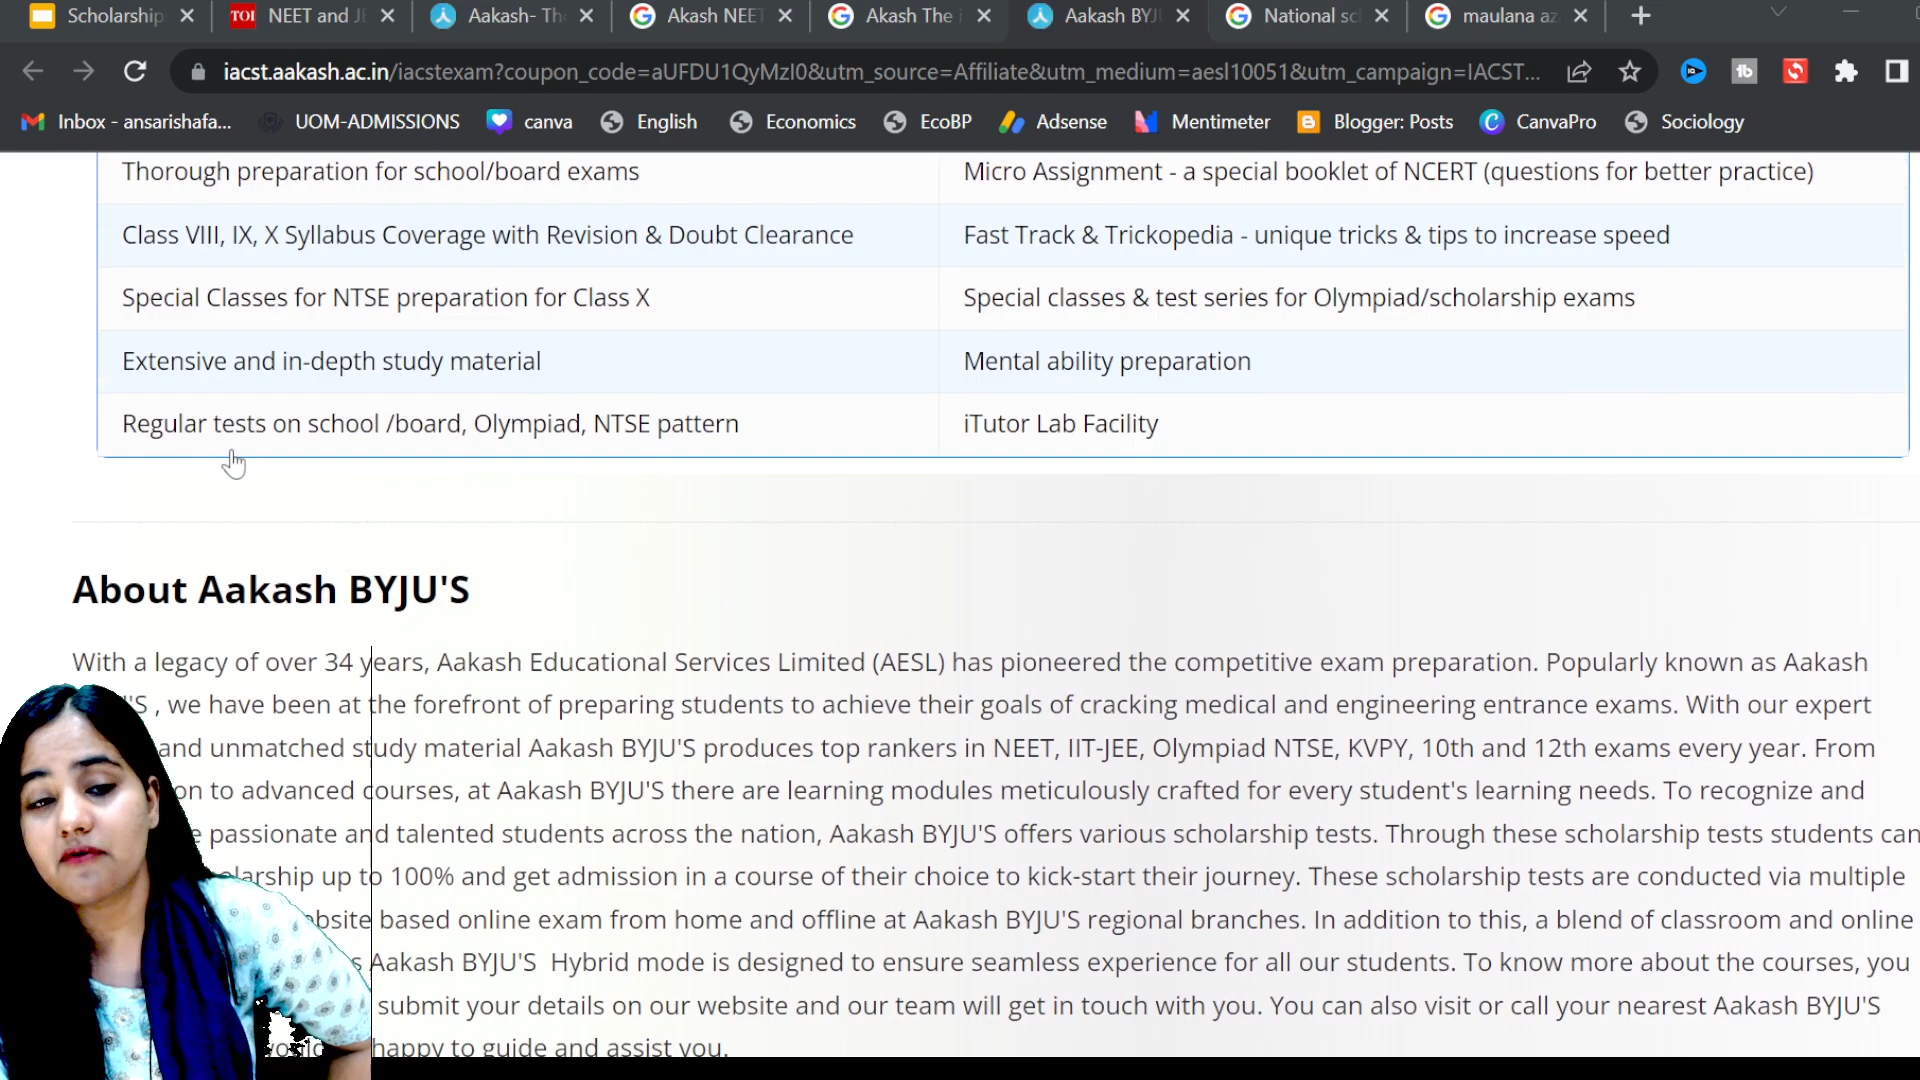 Scholarship
TOI NEET and JE
Aakash- Th
Akash NEET
Akash The i
Aakash BYJU
National sc
maulana az
iacst.aakash.ac.in/iacstexam?coupon_code=aUFDU1QyMzI0&utm_source=Affiliate&utm_medium=aesl10051&utm_campaign=IACST...
Inbox - ansarishafa...
UOM-ADMISSIONS
canva
English
Economics
EcoBP
Adsense
Mentimeter
Blogger: Posts
CanvaPro
Sociology
Thorough preparation for school/board exams
Micro Assignment - a special booklet of NCERT (questions for better practice)
Class VIII, IX, X Syllabus Coverage with Revision & Doubt Clearance
Fast Track & Trickopedia - unique tricks & tips to increase speed
Special Classes for NTSE preparation for Class X
Special classes & test series for Olympiad/scholarship exams
Extensive and in-depth study material
Mental ability preparation
Regular tests on school /board, Olympiad, NTSE pattern
iTutor Lab Facility
About Aakash BYJU'S
With a legacy of over 34 years, Aakash Educational Services Limited (AESL) has pioneered the competitive exam preparation. Popularly known as Aakash
'S , we have been at the forefront of preparing students to achieve their goals of cracking medical and engineering entrance exams. With our expert
and unmatched study material Aakash BYJU'S produces top rankers in NEET, IIT-JEE, Olympiad NTSE, KVPY, 10th and 12th exams every year. From
on to advanced courses, at Aakash BYJU'S there are learning modules meticulously crafted for every student's learning needs. To recognize and
passionate and talented students across the nation, Aakash BYJU'S offers various scholarship tests. Through these scholarship tests students can
olarship up to 100% and get admission in a course of their choice to kick-start their journey. These scholarship tests are conducted via multiple
bsite based online exam from home and offline at Aakash BYJU'S regional branches. In addition to this, a blend of classroom and online
s Aakash BYJU'S Hybrid mode is designed to ensure seamless experience for all our students. To know more about the courses, you
submit your details on our website and our team will get in touch with you. You can also visit or call your nearest Aakash BYJU'S
happy to guide and assist you.